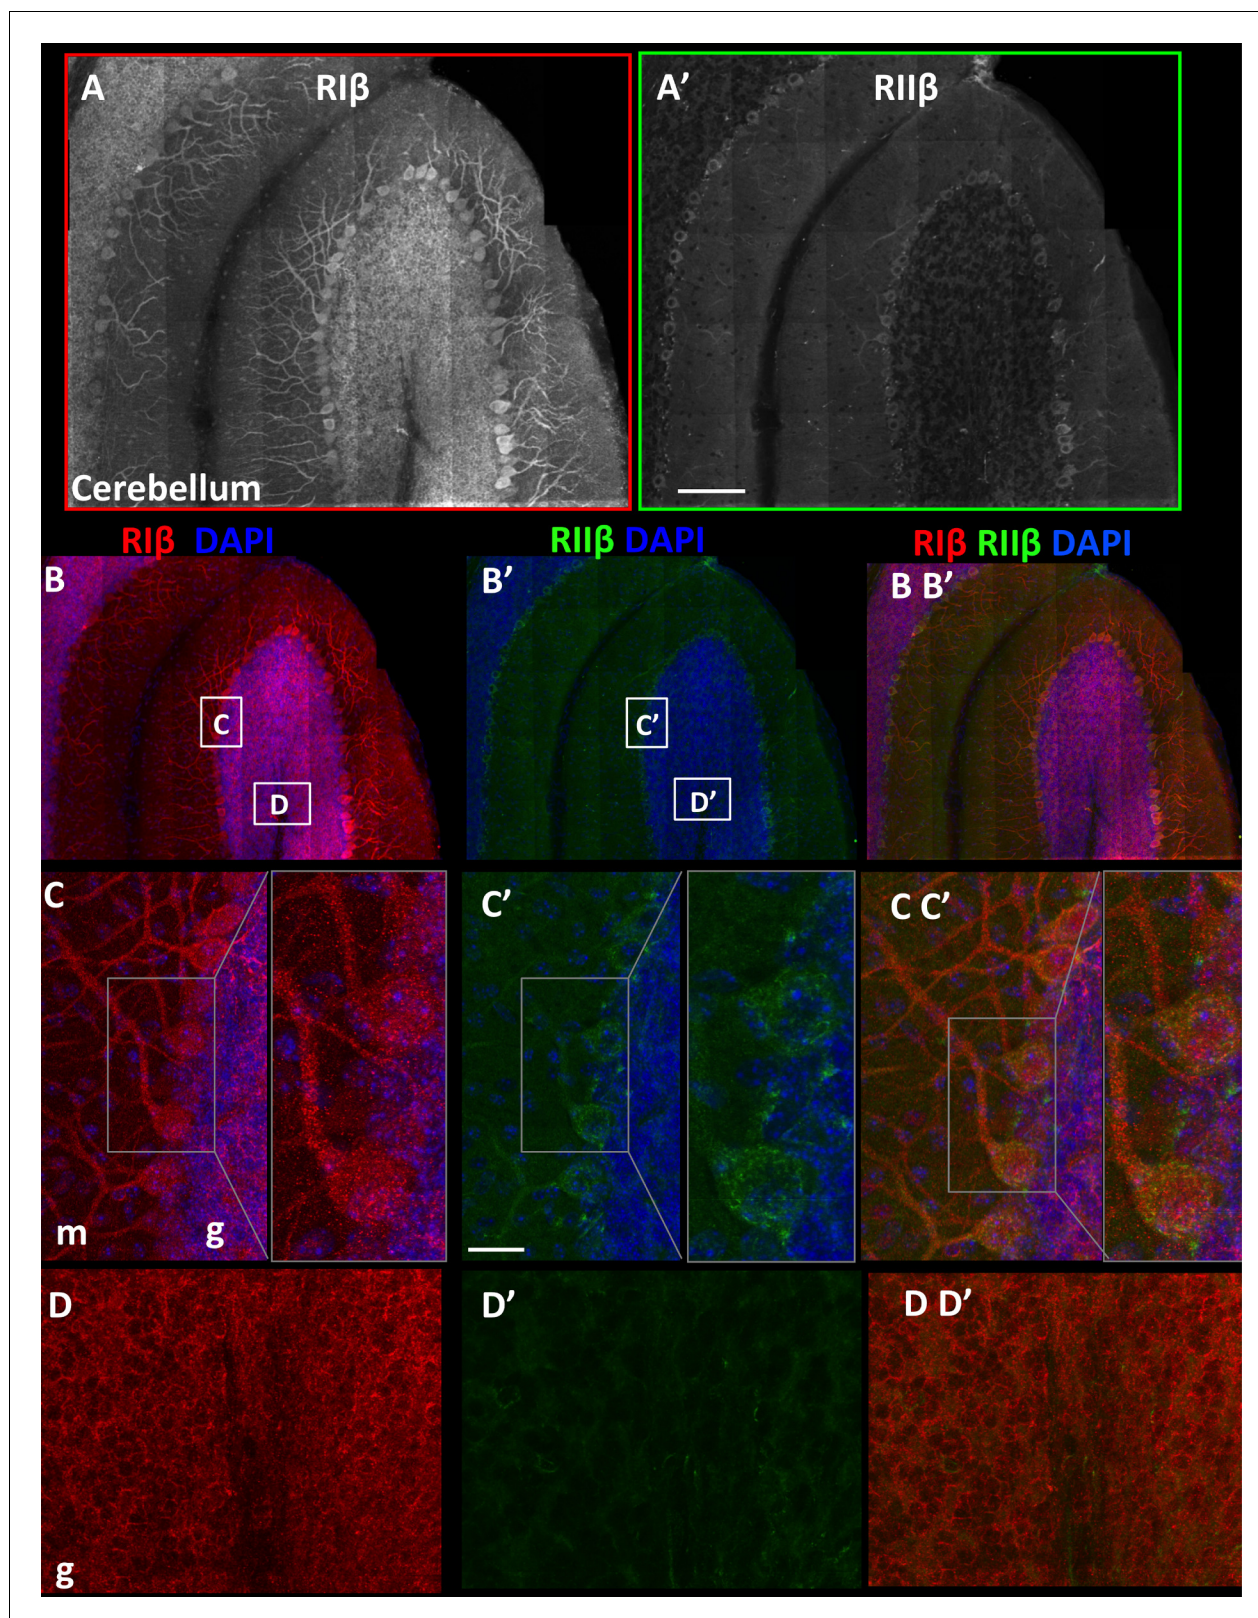 A RIβ
A’ RIIβ
Cerebellum
RIβ DAPI
RIIβ DAPI
RIβ RIIβ DAPI
B
B’
B B’
C
C’
D
D’
C
C’
C C’
m
g
D
D’
D D’
g